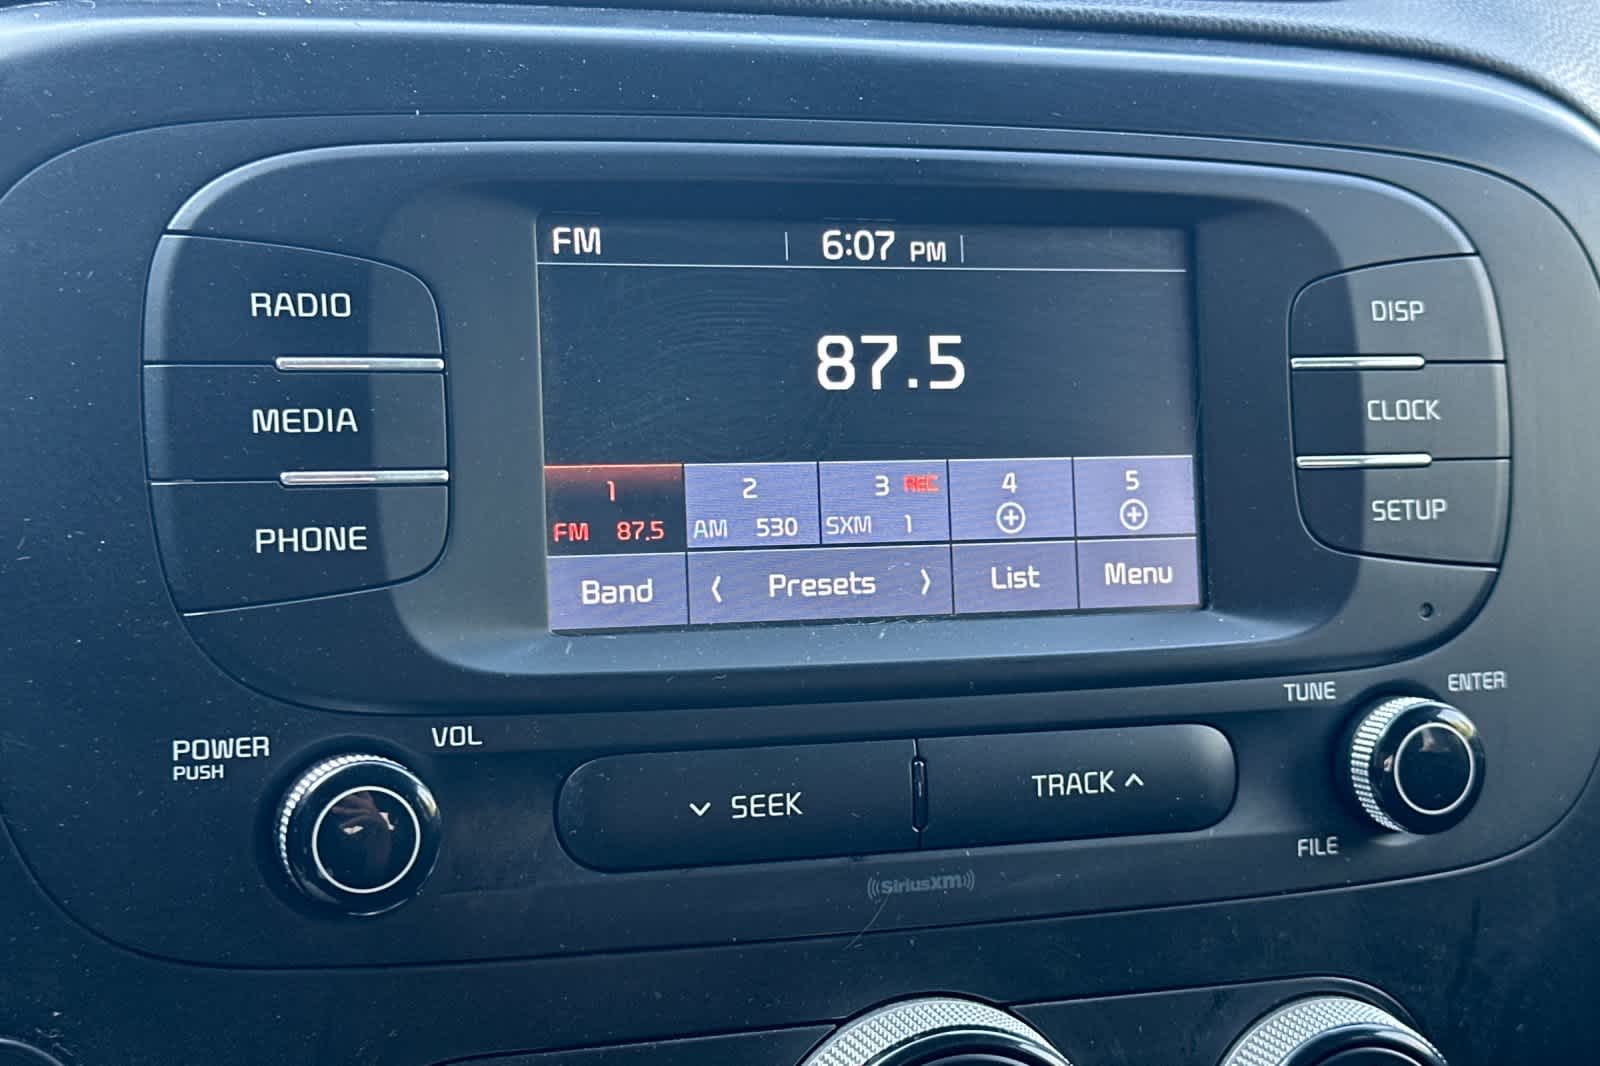 FM 6:07 PM
87.5
1 2 3 REC 4 5
FM 87.5 AM 530 SXM 1
Band Presets List Menu
RADIO
MEDIA
PHONE
DISP
CLOCK
SETUP
POWER
PUSH
VOL
SEEK
TRACK
TUNE
ENTER
FILE
SiriusXM